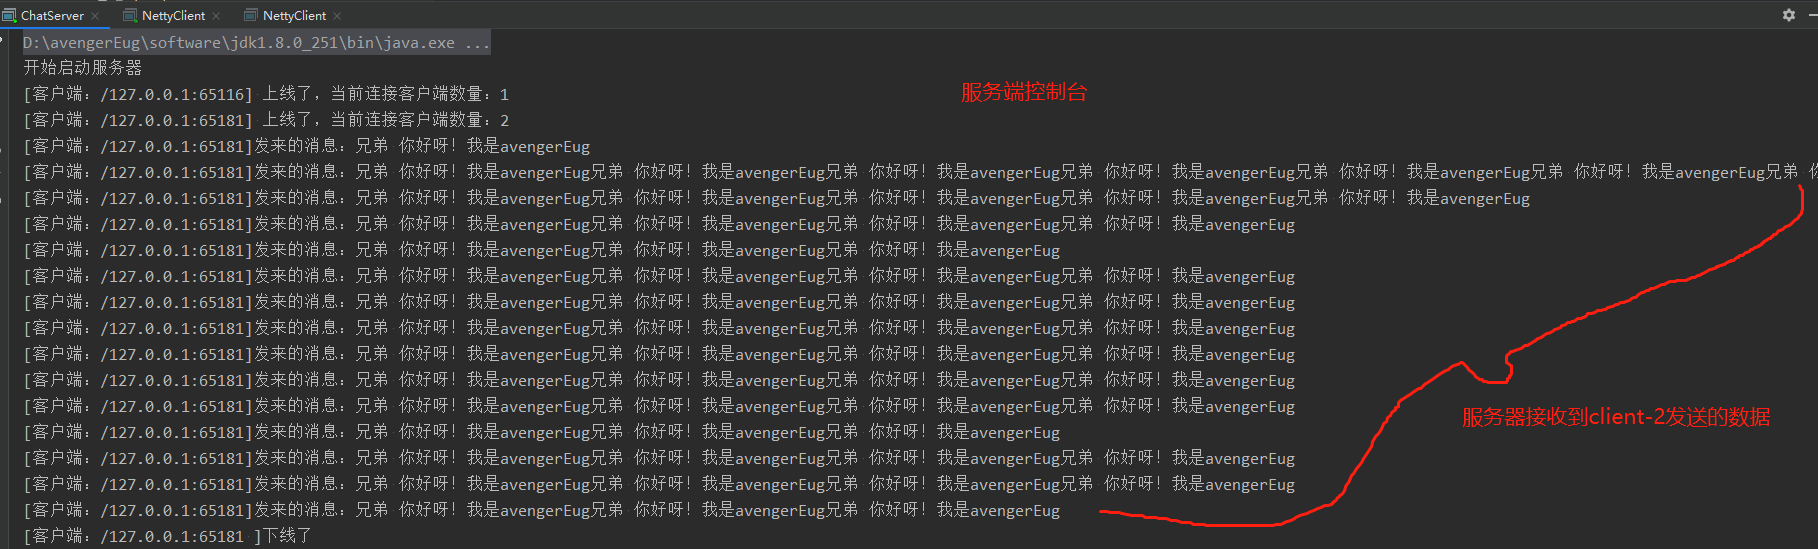 ChatServer × NettyClient × NettyClient ×
D:\avengerEug\software\jdk1.8.0_251\bin\java.exe ...
开始启动服务器
[客户端：/127.0.0.1:65116] 上线了，当前连接客户端数量：1
服务端控制台
[客户端：/127.0.0.1:65181] 上线了，当前连接客户端数量：2
[客户端：/127.0.0.1:65181]发来的消息：兄弟 你好呀！我是avengerEug
[客户端：/127.0.0.1:65181]发来的消息：兄弟 你好呀！我是avengerEug兄弟 你好呀！我是avengerEug兄弟 你好呀！我是avengerEug兄弟 你好呀！我是avengerEug兄弟 你好呀！我是avengerEug兄弟 你好呀！我是avengerEug兄弟
[客户端：/127.0.0.1:65181]发来的消息：兄弟 你好呀！我是avengerEug兄弟 你好呀！我是avengerEug兄弟 你好呀！我是avengerEug兄弟 你好呀！我是avengerEug兄弟 你好呀！我是avengerEug
[客户端：/127.0.0.1:65181]发来的消息：兄弟 你好呀！我是avengerEug兄弟 你好呀！我是avengerEug兄弟 你好呀！我是avengerEug兄弟 你好呀！我是avengerEug
[客户端：/127.0.0.1:65181]发来的消息：兄弟 你好呀！我是avengerEug兄弟 你好呀！我是avengerEug兄弟 你好呀！我是avengerEug
[客户端：/127.0.0.1:65181]发来的消息：兄弟 你好呀！我是avengerEug兄弟 你好呀！我是avengerEug兄弟 你好呀！我是avengerEug兄弟 你好呀！我是avengerEug
[客户端：/127.0.0.1:65181]发来的消息：兄弟 你好呀！我是avengerEug兄弟 你好呀！我是avengerEug兄弟 你好呀！我是avengerEug兄弟 你好呀！我是avengerEug
[客户端：/127.0.0.1:65181]发来的消息：兄弟 你好呀！我是avengerEug兄弟 你好呀！我是avengerEug兄弟 你好呀！我是avengerEug兄弟 你好呀！我是avengerEug
[客户端：/127.0.0.1:65181]发来的消息：兄弟 你好呀！我是avengerEug兄弟 你好呀！我是avengerEug兄弟 你好呀！我是avengerEug兄弟 你好呀！我是avengerEug
[客户端：/127.0.0.1:65181]发来的消息：兄弟 你好呀！我是avengerEug兄弟 你好呀！我是avengerEug兄弟 你好呀！我是avengerEug兄弟 你好呀！我是avengerEug
[客户端：/127.0.0.1:65181]发来的消息：兄弟 你好呀！我是avengerEug兄弟 你好呀！我是avengerEug兄弟 你好呀！我是avengerEug兄弟 你好呀！我是avengerEug
服务器接收到client-2发送的数据
[客户端：/127.0.0.1:65181]发来的消息：兄弟 你好呀！我是avengerEug兄弟 你好呀！我是avengerEug兄弟 你好呀！我是avengerEug
[客户端：/127.0.0.1:65181]发来的消息：兄弟 你好呀！我是avengerEug兄弟 你好呀！我是avengerEug兄弟 你好呀！我是avengerEug兄弟 你好呀！我是avengerEug
[客户端：/127.0.0.1:65181]发来的消息：兄弟 你好呀！我是avengerEug兄弟 你好呀！我是avengerEug兄弟 你好呀！我是avengerEug兄弟 你好呀！我是avengerEug
[客户端：/127.0.0.1:65181]发来的消息：兄弟 你好呀！我是avengerEug兄弟 你好呀！我是avengerEug兄弟 你好呀！我是avengerEug
[客户端：/127.0.0.1:65181 ]下线了